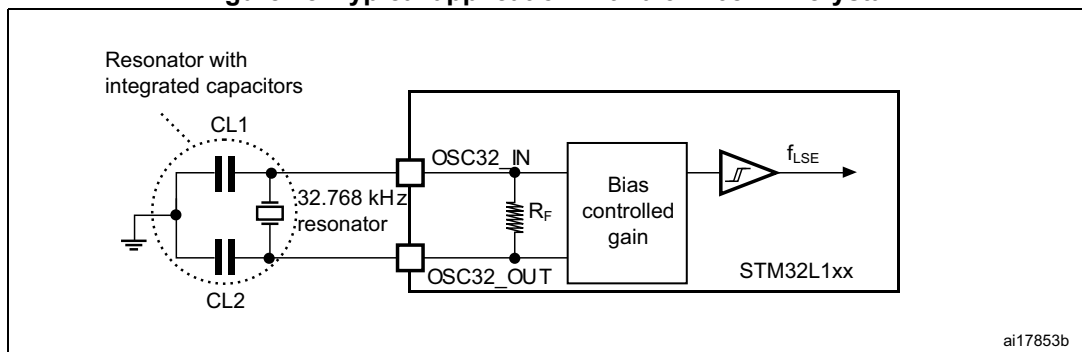 Resonator with
integrated capacitors
CL1
OSC32_IN
fLSE
32.768 kHz
resonator
RF
Bias
controlled
gain
STM32L1xx
OSC32_OUT
CL2
ai17853b